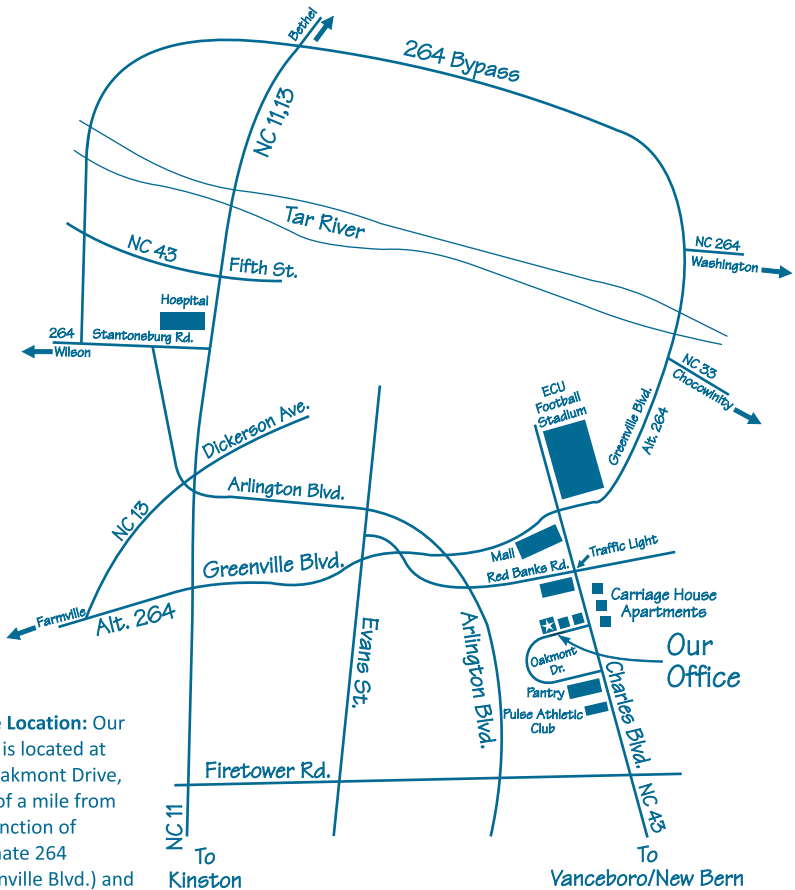 Bethel
264 Bypass
NC 11,13
Tar River
NC 43
Fifth St.
NC 264
Washington
Hospital
264
Stantonsburg Rd.
Wilson
NC 33
Chocowinity
ECU
Football
Stadium
Greenville Blvd.
Alt. 264
Dickerson Ave.
NC 13
Arlington Blvd.
Mall
Traffic Light
Red Banks Rd.
Greenville Blvd.
Farmville
Alt. 264
Carriage House
Apartments
Evans St.
Arlington Blvd.
Oakmont
Dr.
Our
Office
Pantry
Pulse Athletic
Club
Charles Blvd.
Location: Our
is located at
akmont Drive,
of a mile from
nction of
nate 264
nville Blvd.) and
Firetower Rd.
NC 11
NC 43
To
Kinston
To
Vanceboro/New Bern